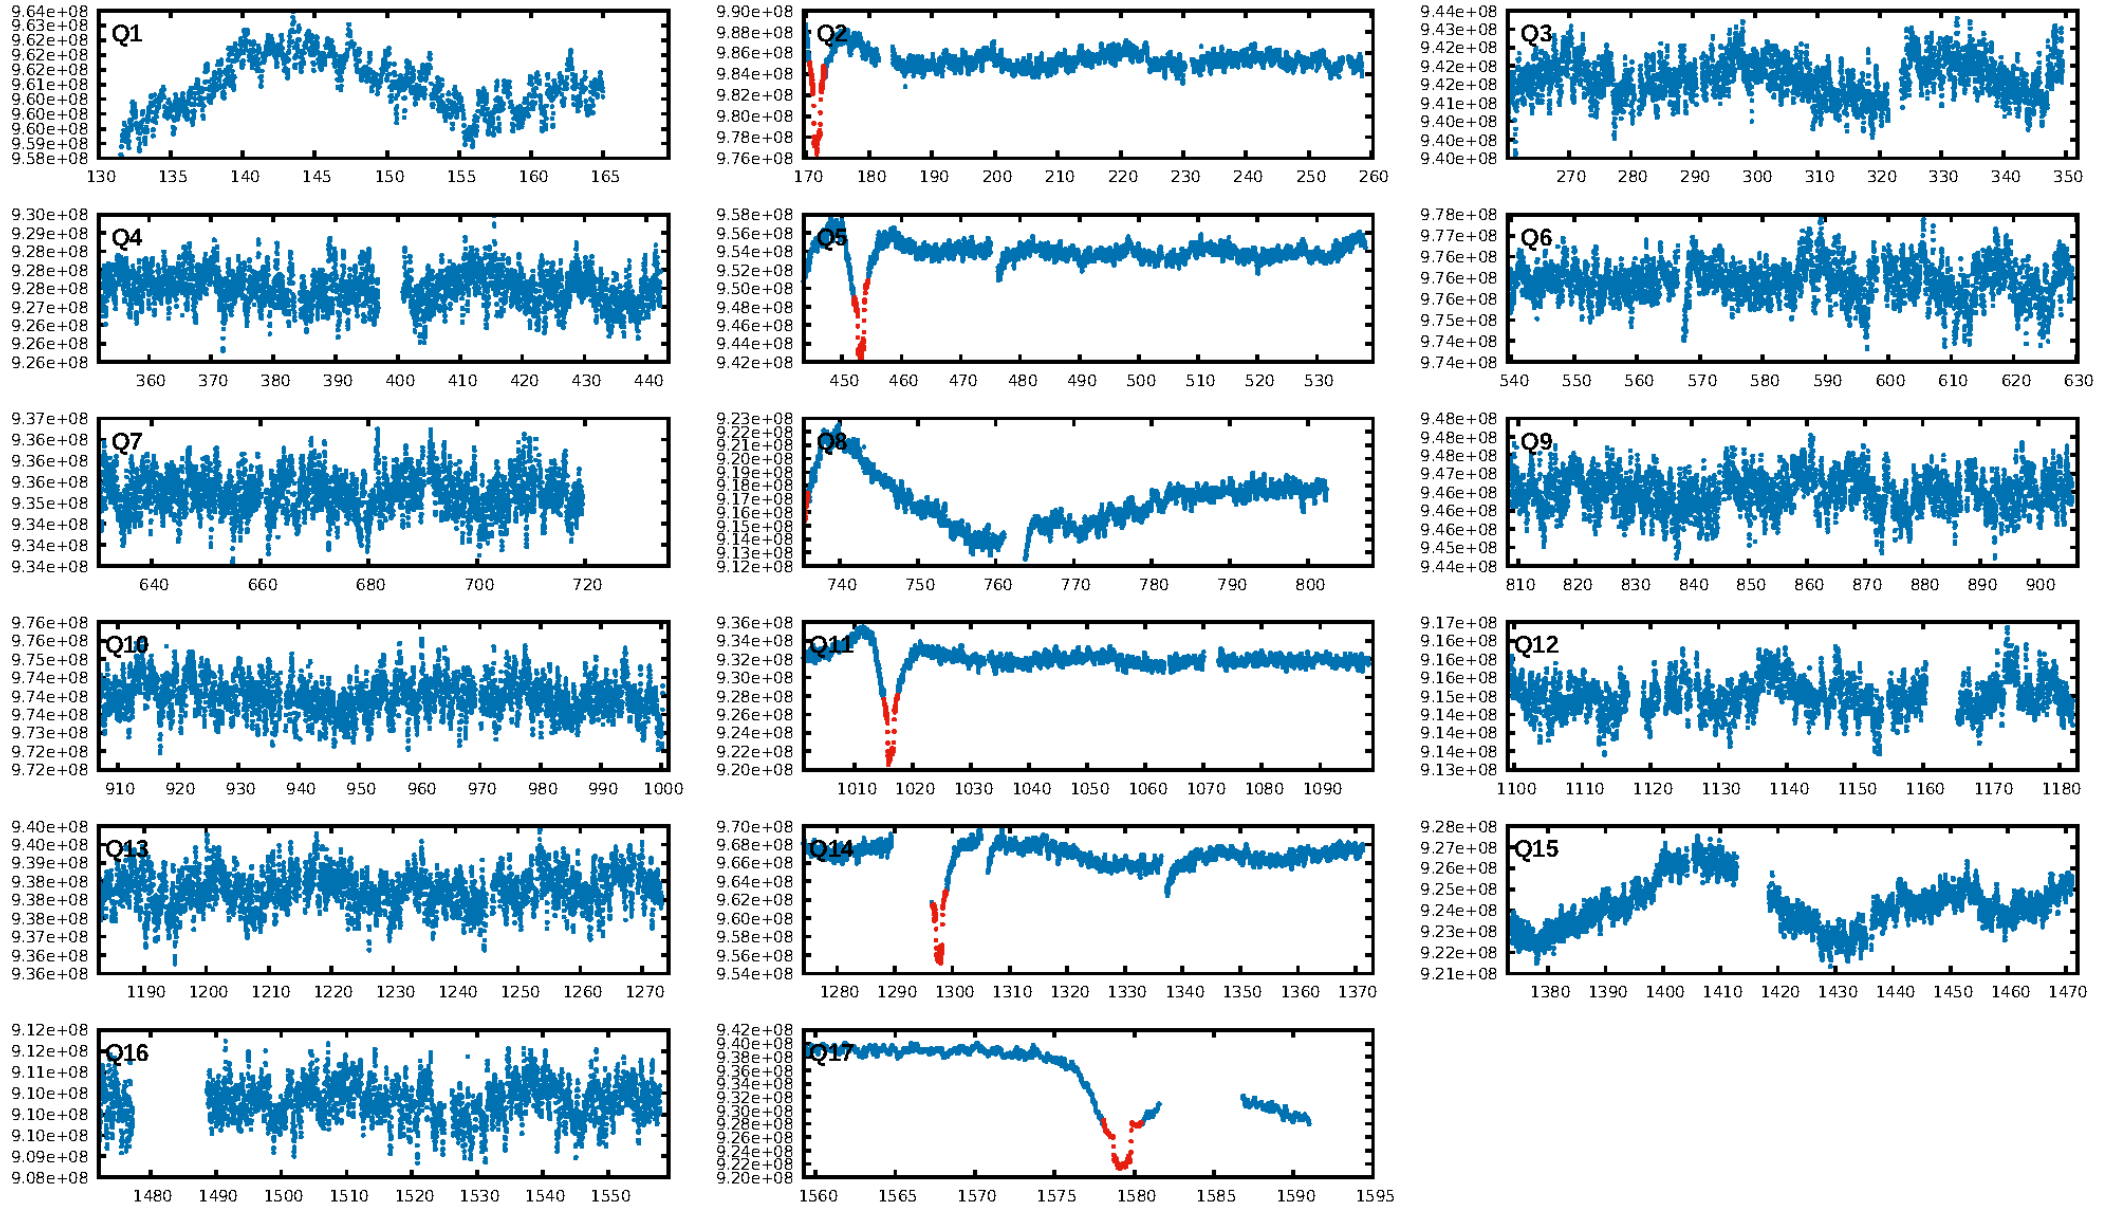 9.64e+08
9.63e+08
9.62e+08
9.62e+08
9.62e+08
9.61e+08
9.60e+08
9.60e+08
9.60e+08
9.59e+08
9.58e+08
Q1
130 135 140 145 150 155 160 165
9.90e+08
9.88e+08
9.86e+08
9.84e+08
9.82e+08
9.80e+08
9.78e+08
9.76e+08
Q2
170 180 190 200 210 220 230 240 250 260
9.44e+08
9.43e+08
9.42e+08
9.42e+08
9.42e+08
9.41e+08
9.40e+08
9.40e+08
9.40e+08
Q3
270 280 290 300 310 320 330 340 350
9.30e+08
9.29e+08
9.28e+08
9.28e+08
9.28e+08
9.27e+08
9.26e+08
9.26e+08
9.26e+08
Q4
360 370 380 390 400 410 420 430 440
9.58e+08
9.56e+08
9.54e+08
9.52e+08
9.50e+08
9.48e+08
9.46e+08
9.44e+08
9.42e+08
Q5
450 460 470 480 490 500 510 520 530
9.78e+08
9.77e+08
9.76e+08
9.76e+08
9.76e+08
9.75e+08
9.74e+08
9.74e+08
Q6
540 550 560 570 580 590 600 610 620 630
9.37e+08
9.36e+08
9.36e+08
9.36e+08
9.35e+08
9.34e+08
9.34e+08
9.34e+08
Q7
640 660 680 700 720
9.23e+08
9.22e+08
9.21e+08
9.20e+08
9.19e+08
9.18e+08
9.17e+08
9.16e+08
9.15e+08
9.14e+08
9.13e+08
9.12e+08
Q8
740 750 760 770 780 790 800
9.48e+08
9.48e+08
9.48e+08
9.47e+08
9.46e+08
9.46e+08
9.46e+08
9.45e+08
9.44e+08
Q9
810 820 830 840 850 860 870 880 890 900
9.76e+08
9.76e+08
9.75e+08
9.74e+08
9.74e+08
9.74e+08
9.73e+08
9.72e+08
9.72e+08
Q10
910 920 930 940 950 960 970 980 990 1000
9.36e+08
9.34e+08
9.32e+08
9.30e+08
9.28e+08
9.26e+08
9.24e+08
9.22e+08
9.20e+08
Q11
1010 1020 1030 1040 1050 1060 1070 1080 1090
9.17e+08
9.16e+08
9.16e+08
9.16e+08
9.15e+08
9.14e+08
9.14e+08
9.14e+08
9.13e+08
Q12
1100 1110 1120 1130 1140 1150 1160 1170 1180
9.40e+08
9.40e+08
9.39e+08
9.38e+08
9.38e+08
9.38e+08
9.37e+08
9.36e+08
9.36e+08
Q13
1190 1200 1210 1220 1230 1240 1250 1260 1270
9.70e+08
9.68e+08
9.66e+08
9.64e+08
9.62e+08
9.60e+08
9.58e+08
9.56e+08
9.54e+08
Q14
1280 1290 1300 1310 1320 1330 1340 1350 1360 1370
9.28e+08
9.27e+08
9.26e+08
9.25e+08
9.24e+08
9.23e+08
9.22e+08
9.21e+08
Q15
1380 1390 1400 1410 1420 1430 1440 1450 1460 1470
9.12e+08
9.12e+08
9.11e+08
9.10e+08
9.10e+08
9.10e+08
9.09e+08
9.08e+08
Q16
1480 1490 1500 1510 1520 1530 1540 1550
9.42e+08
9.40e+08
9.38e+08
9.36e+08
9.34e+08
9.32e+08
9.30e+08
9.28e+08
9.26e+08
9.24e+08
9.22e+08
9.20e+08
Q17
1560 1565 1570 1575 1580 1585 1590 1595